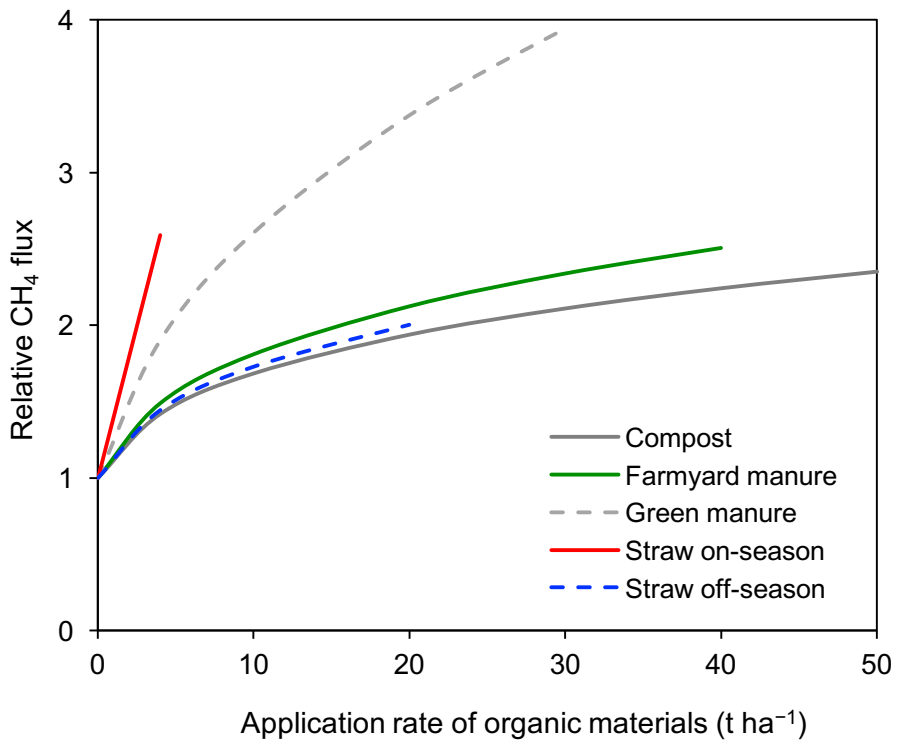 4
3
2
1
0
Relative CH₄ flux
Compost
Farmyard manure
Green manure
Straw on-season
Straw off-season
0 10 20 30 40 50
Application rate of organic materials (t ha⁻¹)